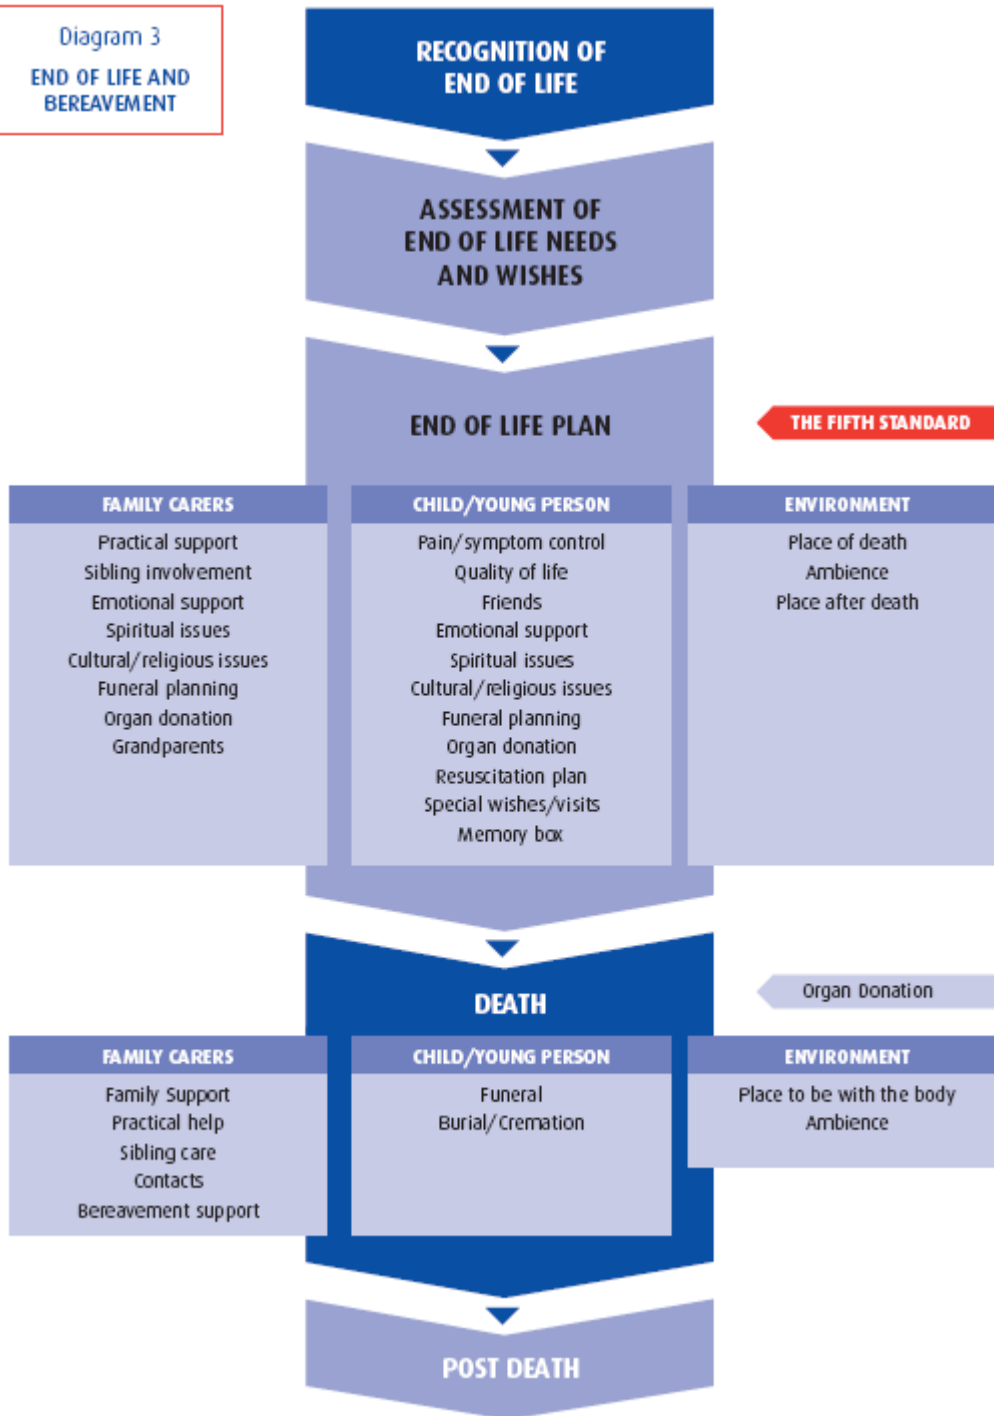 Diagram 3
END OF LIFE AND
BEREAVEMENT
RECOGNITION OF
END OF LIFE
ASSESSMENT OF
END OF LIFE NEEDS
AND WISHES
END OF LIFE PLAN
THE FIFTH STANDARD
FAMILY CARERS
Practical support
Sibling involvement
Emotional support
Spiritual issues
Cultural/religious issues
Funeral planning
Organ donation
Grandparents
CHILD/YOUNG PERSON
Pain/symptom control
Quality of life
Friends
Emotional support
Spiritual issues
Cultural/religious issues
Funeral planning
Organ donation
Resuscitation plan
Special wishes/visits
Memory box
ENVIRONMENT
Place of death
Ambience
Place after death
DEATH
Organ Donation
FAMILY CARERS
Family Support
Practical help
Sibling care
Contacts
Bereavement support
CHILD/YOUNG PERSON
Funeral
Burial/Cremation
ENVIRONMENT
Place to be with the body
Ambience
POST DEATH